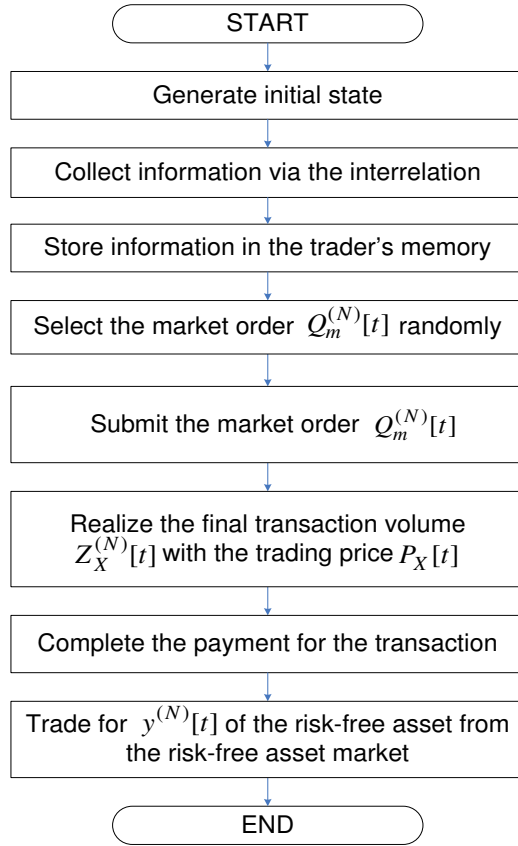 START
Generate initial state
Collect information via the interrelation
Store information in the trader's memory
Select the market order $Q_m^{(N)}[t]$ randomly
Submit the market order $Q_m^{(N)}[t]$
Realize the final transaction volume
$Z_X^{(N)}[t]$ with the trading price $P_X[t]$
Complete the payment for the transaction
Trade for $y^{(N)}[t]$ of the risk-free asset from
the risk-free asset market
END